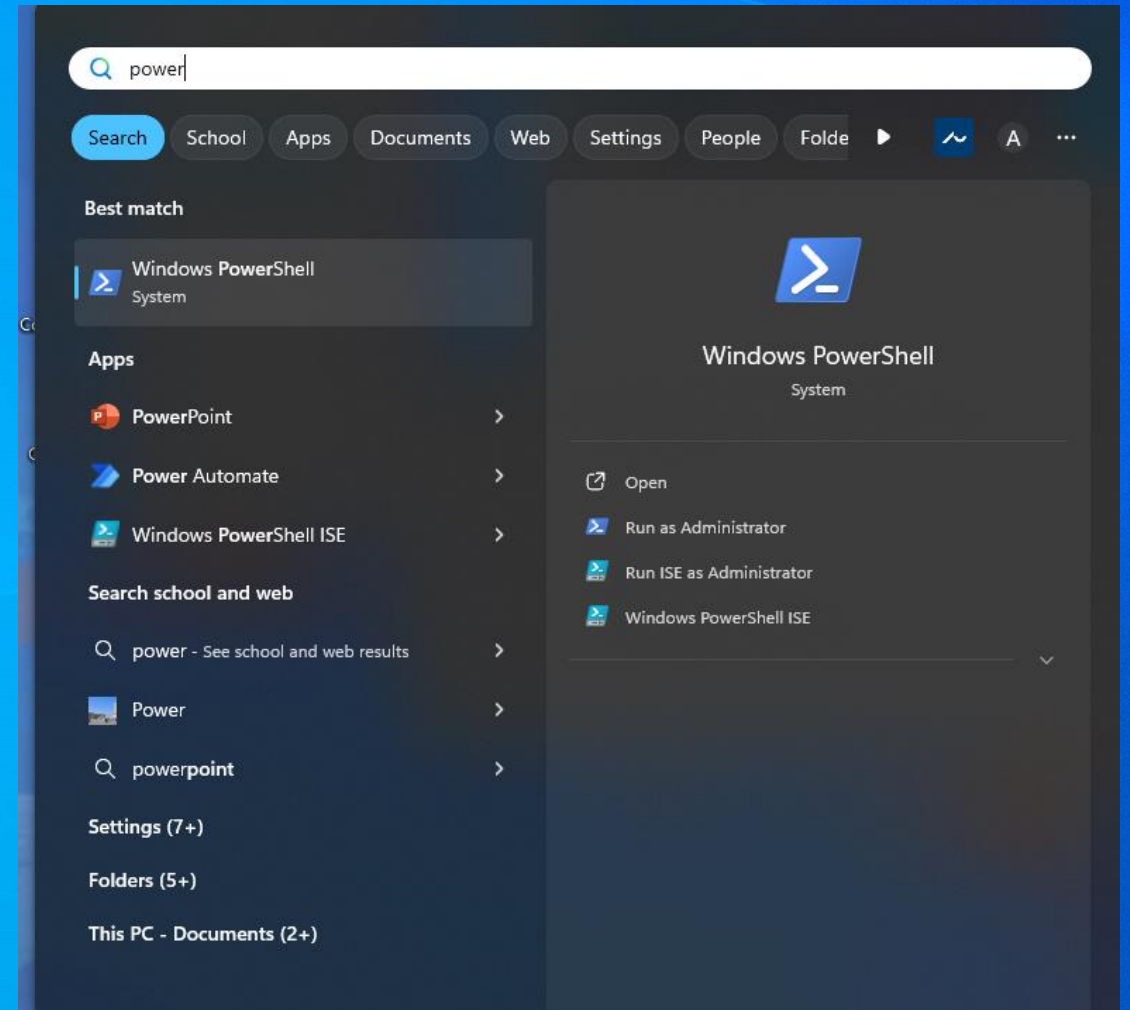 power
Search School Apps Documents Web Settings People Folde A ...
Best match
Windows PowerShell
System
Apps
PowerPoint
Power Automate
Windows PowerShell ISE
Search school and web
power - See school and web results
Power
powerpoint
Settings (7+)
Folders (5+)
This PC - Documents (2+)
Windows PowerShell
System
Open
Run as Administrator
Run ISE as Administrator
Windows PowerShell ISE